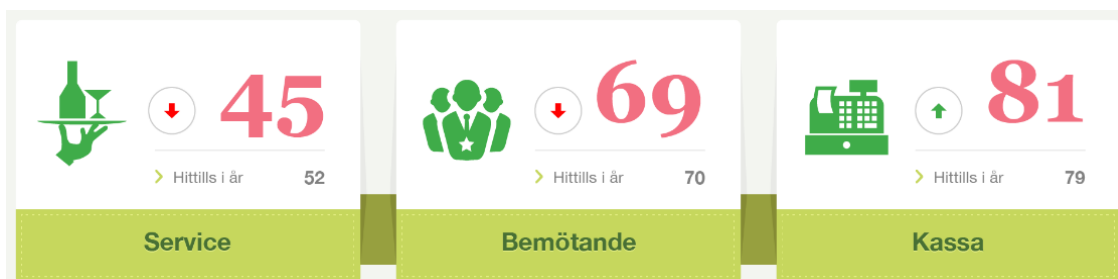 45
Hittills i år 52
Service
69
Hittills i år 70
Bemötande
81
Hittills i år 79
Kassa